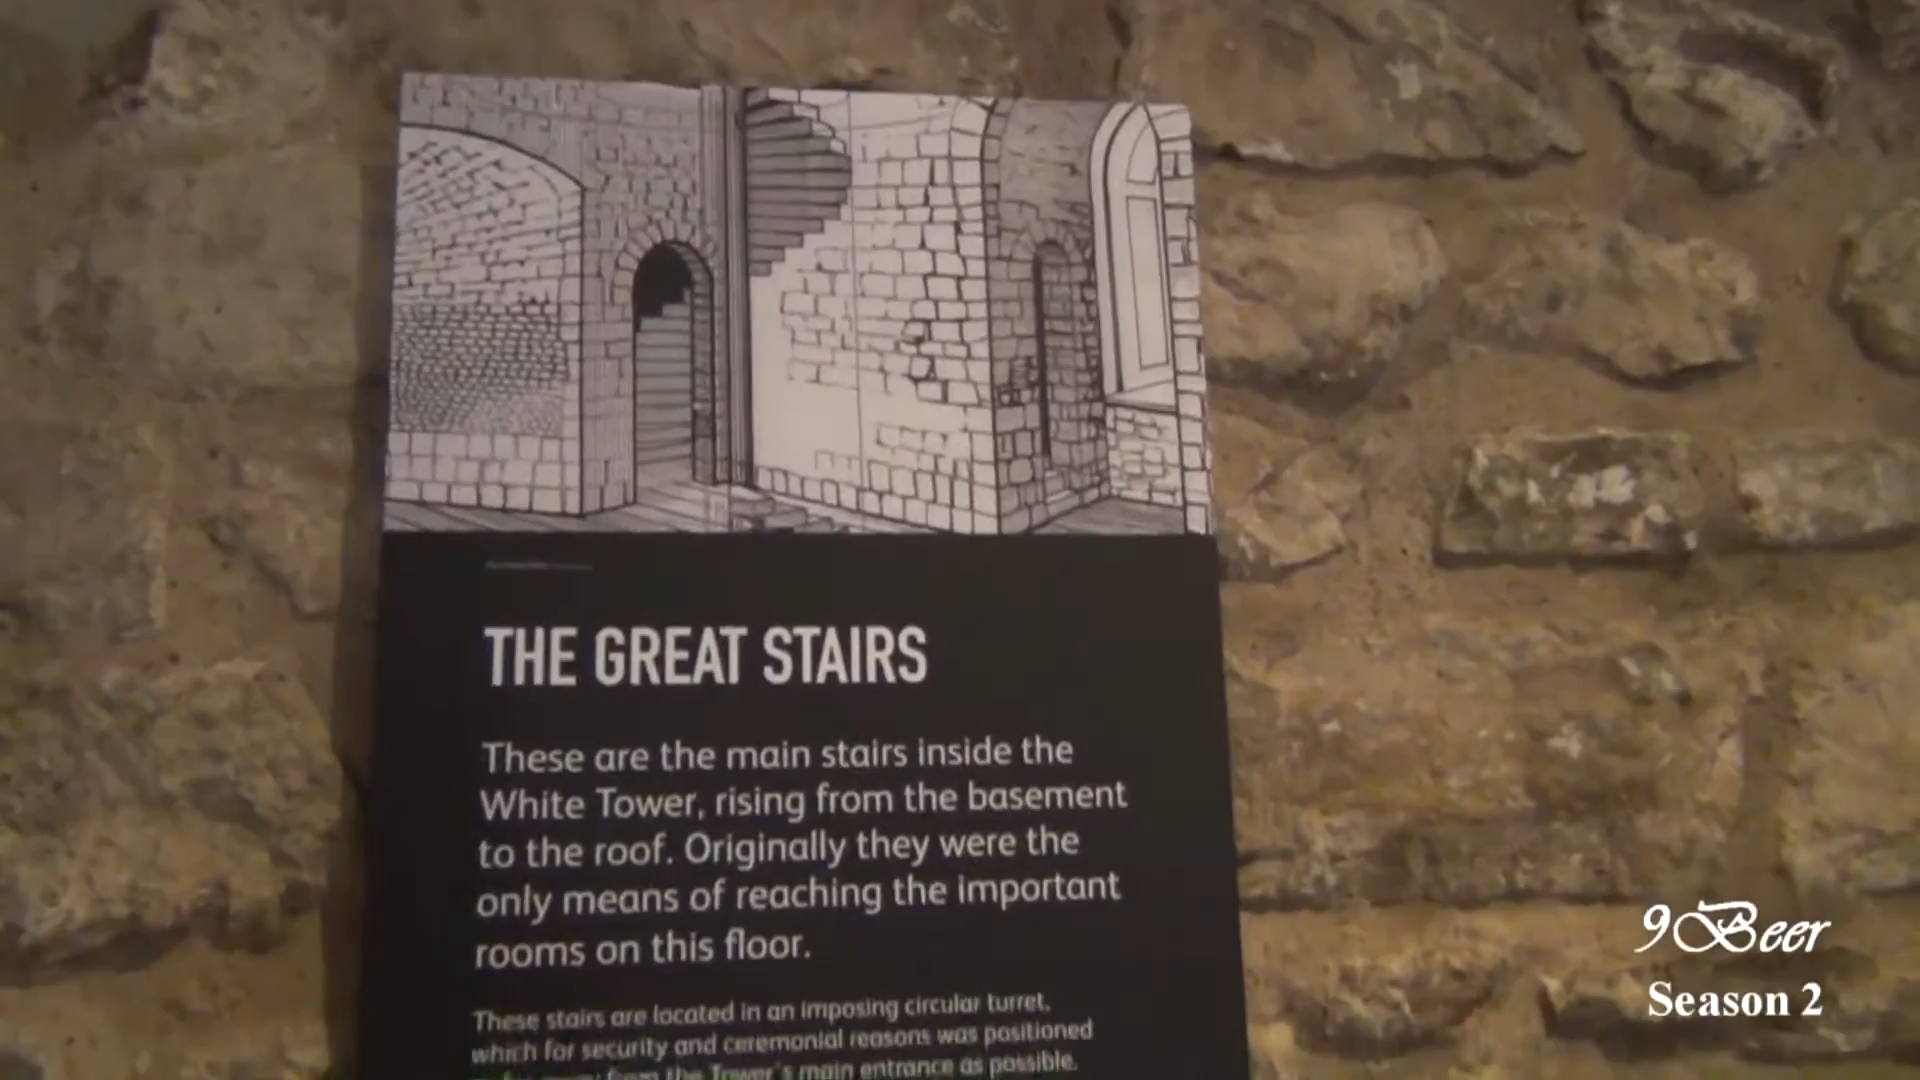 THE GREAT STAIRS
These are the main stairs inside the
White Tower, rising from the basement
to the roof. Originally they were the
only means of reaching the important
rooms on this floor.
These stairs are located in an imposing circular turret,
which for security and ceremonial reasons was positioned
from the Tower's main entrance as possible.
9Beer
Season 2